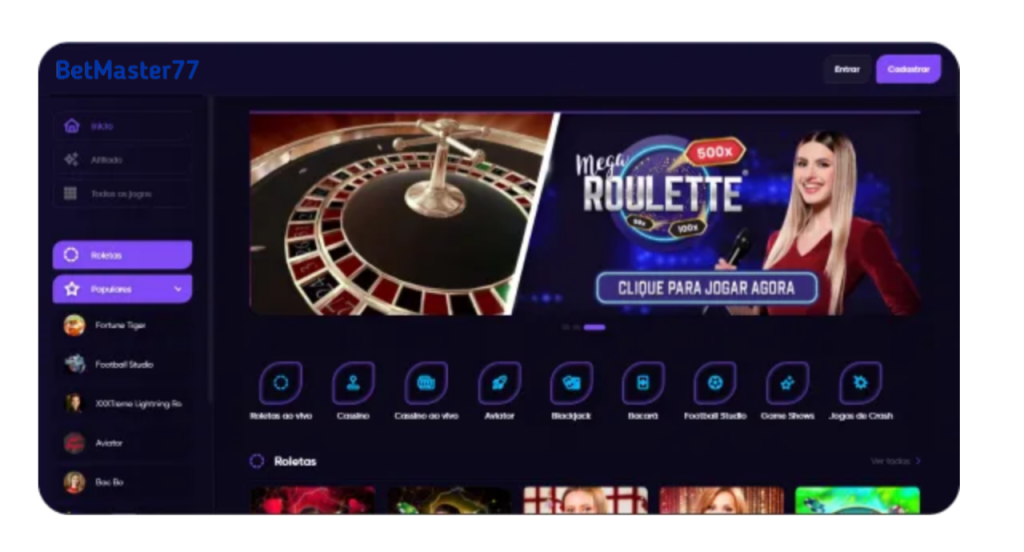 BetMaster77
Entrar
Cadastrar
Início
Afiliado
Todos os jogos
Roletas
Populares
Fortune Tiger
Football Studio
XXXTreme Lightning Ro
Aviator
Bac Bo
Mega
500x
ROULETTE
50x
100x
CLIQUE PARA JOGAR AGORA
Roletas ao vivo
Cassino
Cassino ao vivo
Aviator
Blackjack
Bacará
Football Studio
Game Shows
Jogos de Crash
Roletas
Ver todos